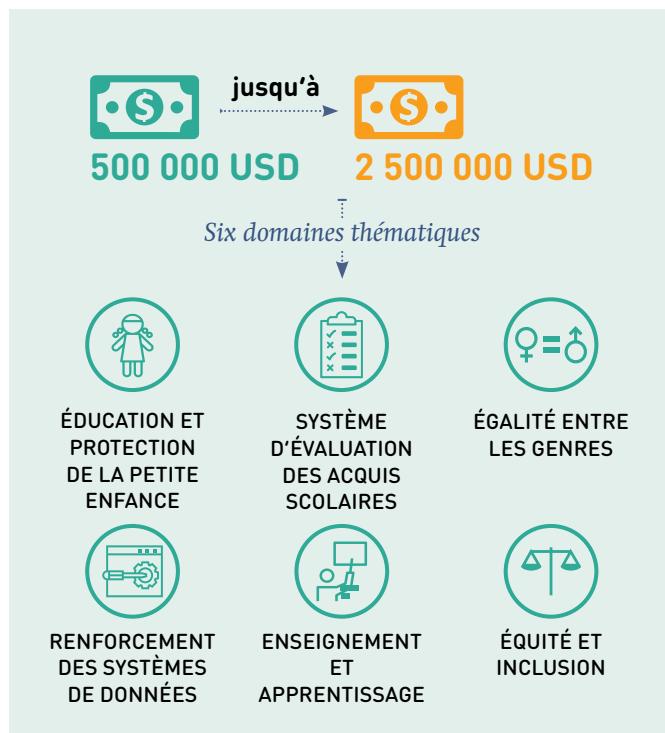 jusqu'à
500 000 USD
2 500 000 USD
Six domaines thématiques
ÉDUCATION ET
PROTECTION
DE LA PETITE
ENFANCE
SYSTÈME
D'ÉVALUATION
DES ACQUIS
SCOLAIRES
ÉGALITÉ ENTRE
LES GENRES
RENFORCEMENT
DES SYSTÈMES
DE DONNÉES
ENSEIGNEMENT
ET
APPRENTISSAGE
ÉQUITÉ ET
INCLUSION